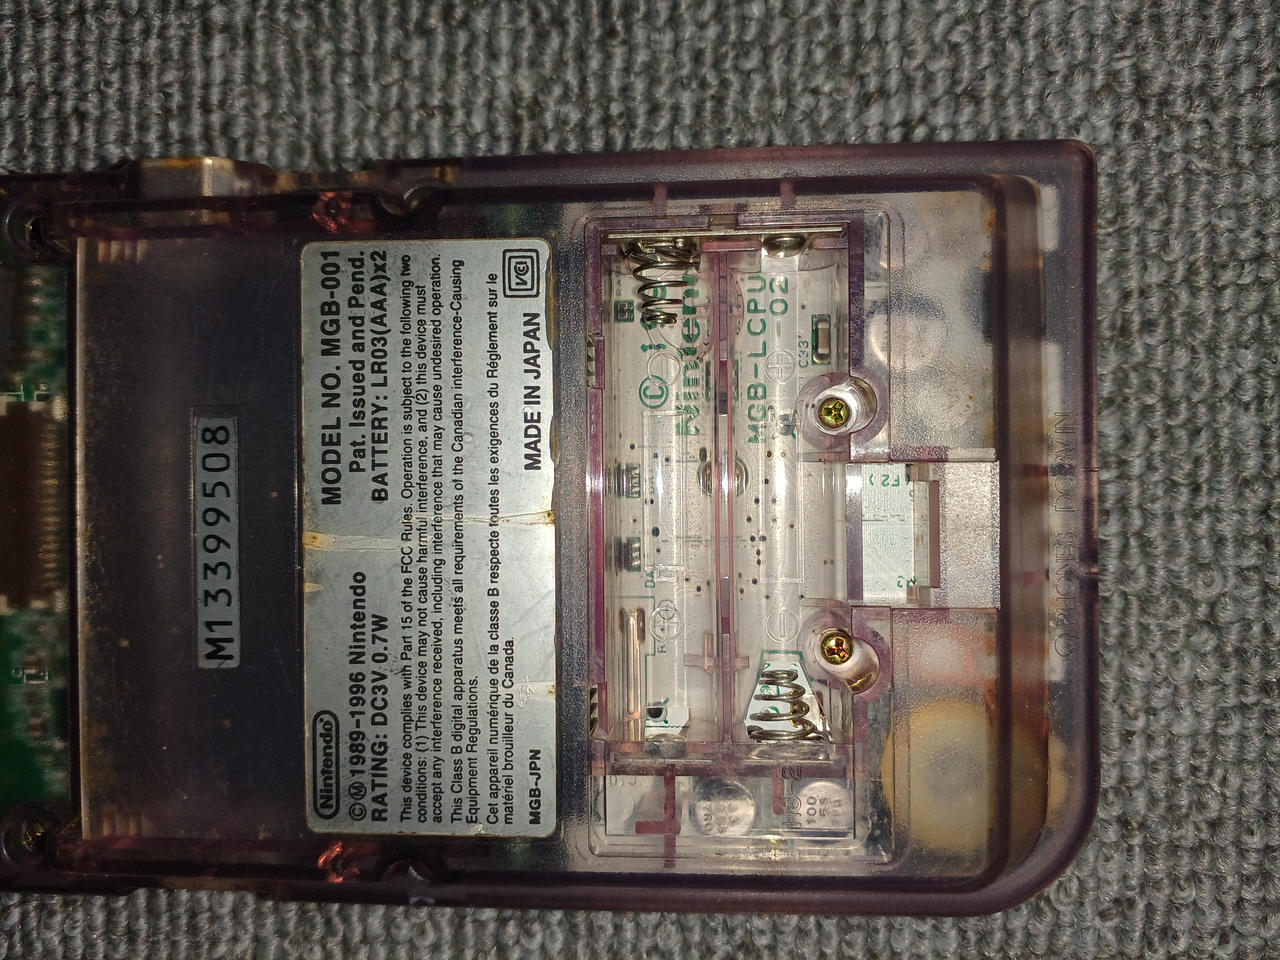 M13399508
Nintendo®
©Ⓜ 1989-1996 Nintendo
MODEL NO. MGB-001
Pat. Issued and Pend.
RATING: DC3V 0.7W
BATTERY: LR03(AAA)x2
This device complies with Part 15 of the FCC Rules. Operation is subject to the following two
conditions: (1) This device may not cause harmful interference, and (2) this device must
accept any interference received, including interference that may cause undesired operation.
This Class B digital apparatus meets all requirements of the Canadian interference-Causing
Equipment Regulations.
Cet appareil numérique de la classe B respecte toutes les exigences du Règlement sur le
matériel brouilleur du Canada.
MGB-JPN
MADE IN JAPAN
VCI
© Nintendo
MGB-LCPU
-02
C33